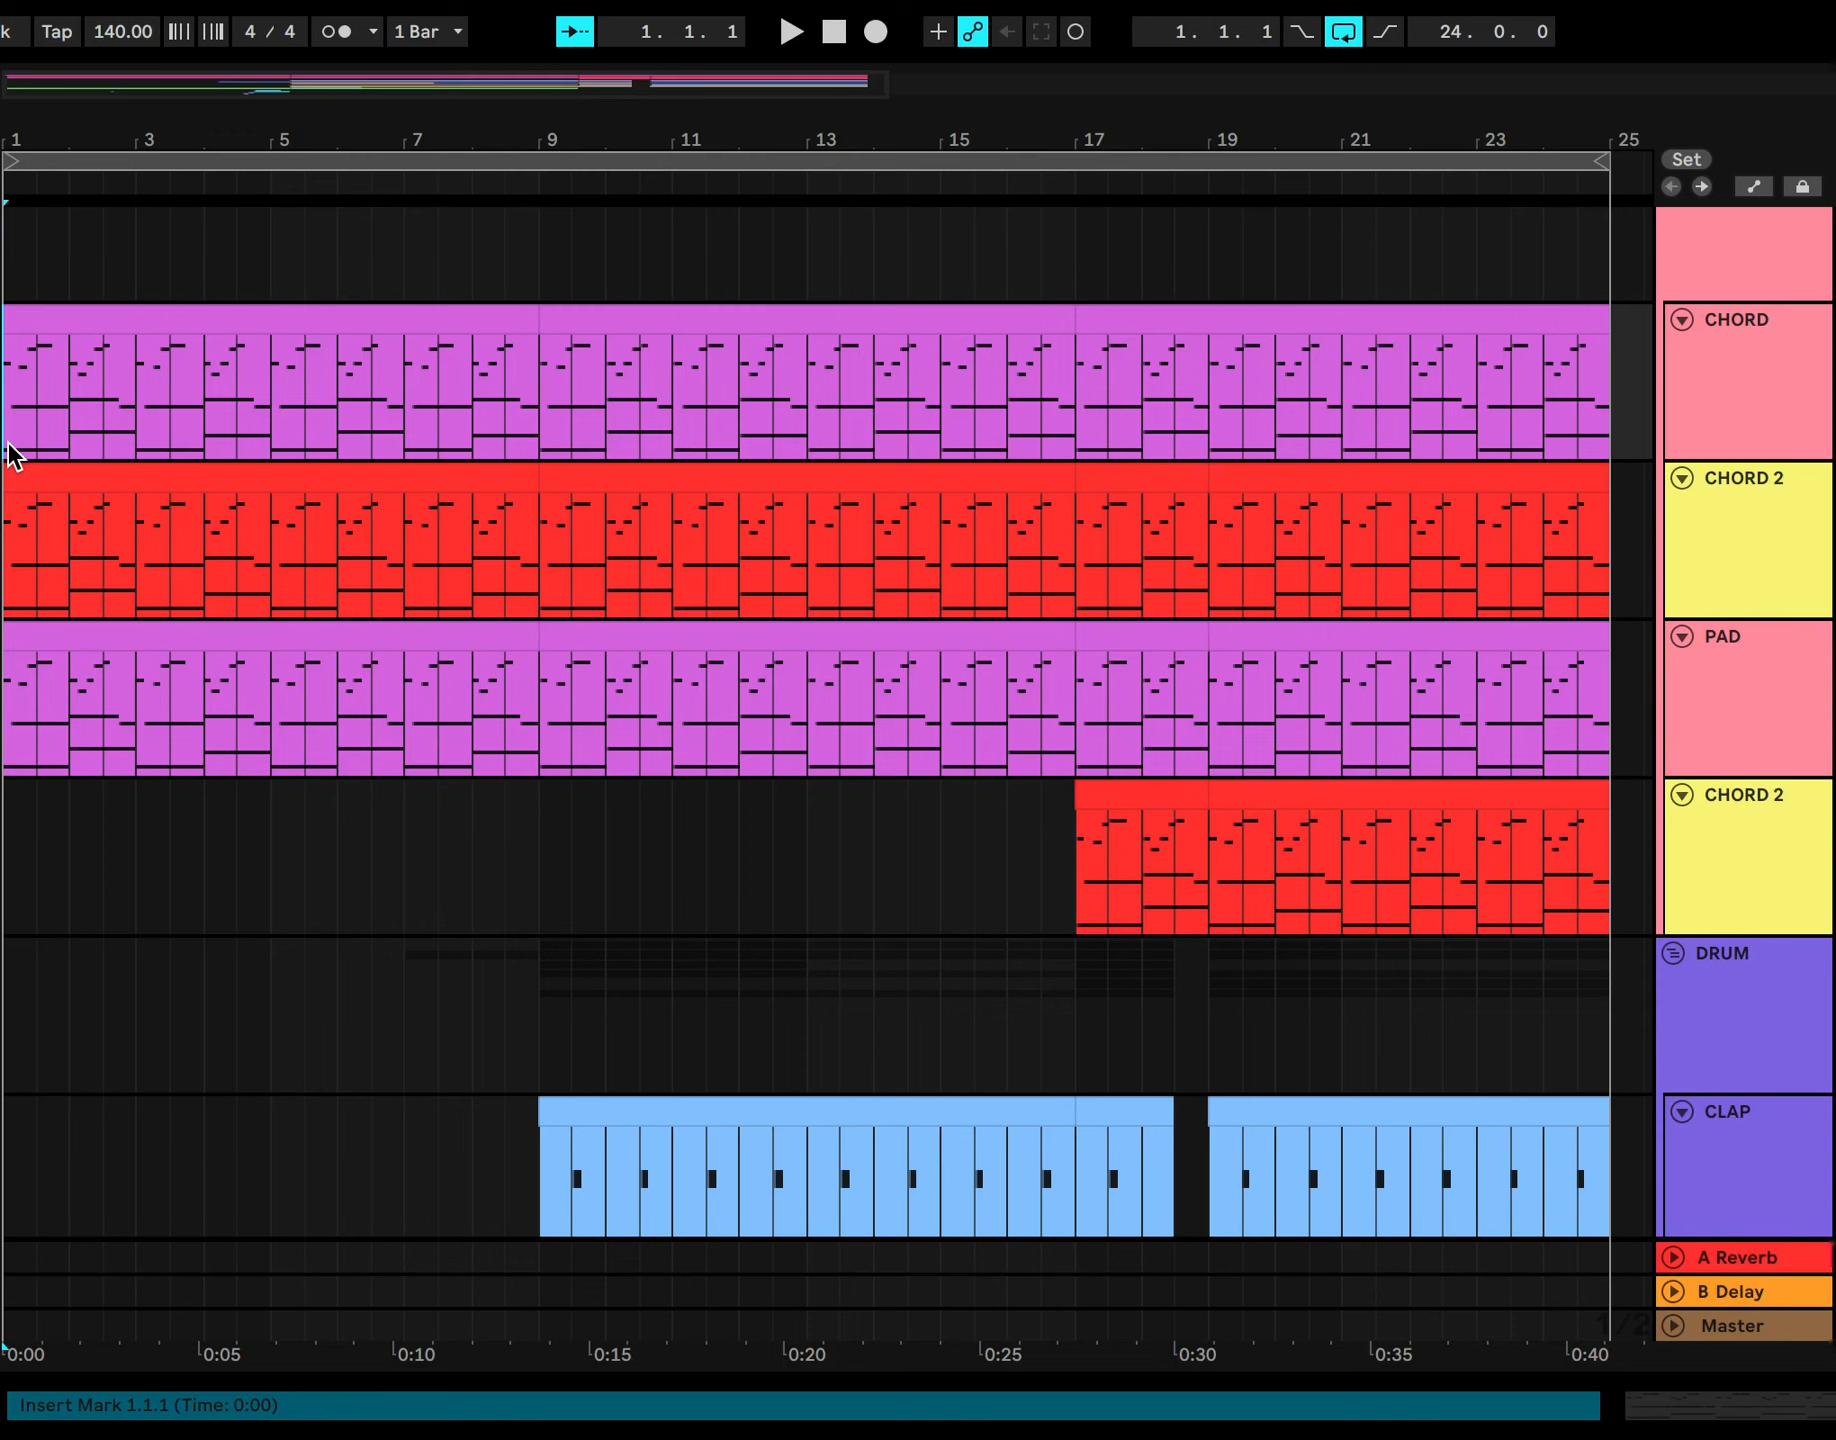 k Tap 140.00 4 / 4 1 Bar 1. 1. 1 1. 1. 1 24. 0. 0
1 3 5 7 9 11 13 15 17 19 21 23 25
Set
CHORD
CHORD 2
PAD
CHORD 2
DRUM
CLAP
A Reverb
B Delay
1/2 Master
0:00 0:05 0:10 0:15 0:20 0:25 0:30 0:35 0:40
Insert Mark 1.1.1 (Time: 0:00)